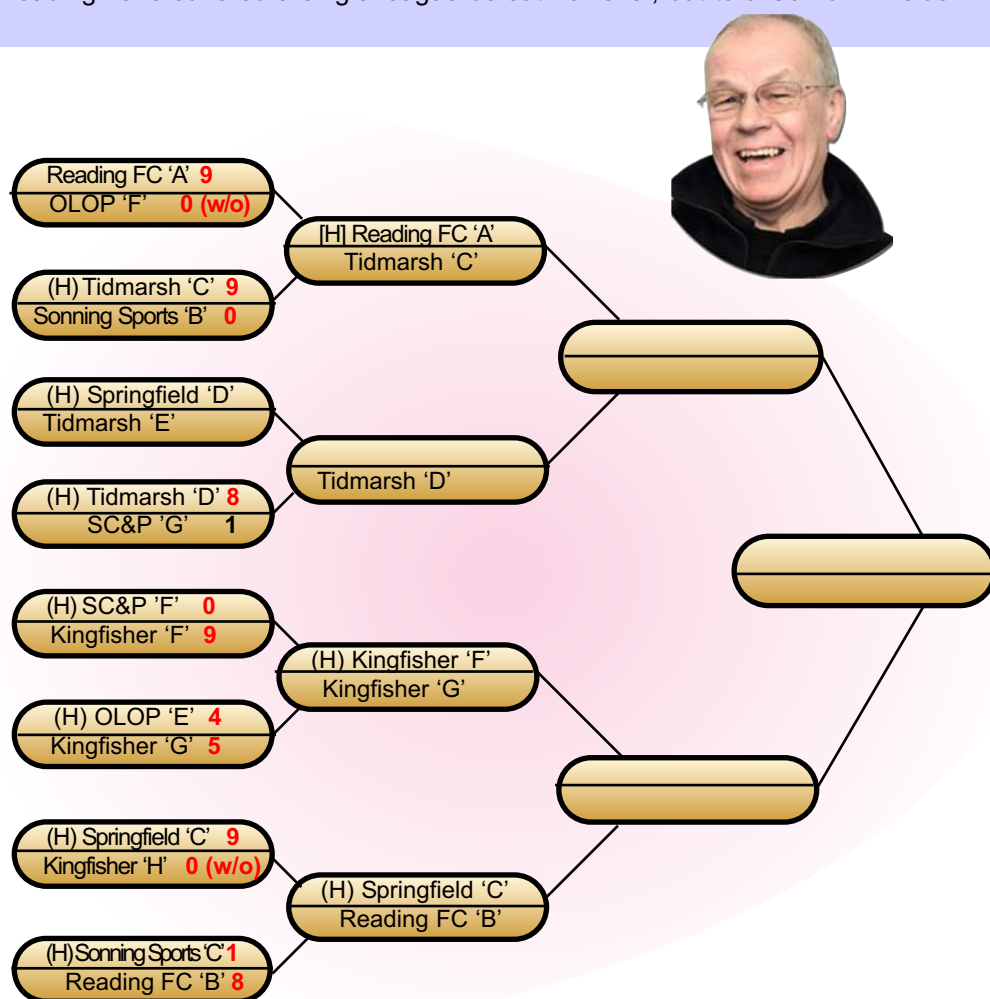 Reading FC ‘A’ 9
OLOP ‘F’ 0 (w/o)
(H) Tidmarsh ‘C’ 9
Sonning Sports ‘B’ 0
(H) Springfield ‘D’
Tidmarsh ‘E’
(H) Tidmarsh ‘D’ 8
SC&P ’G’ 1
(H) SC&P ’F’ 0
Kingfisher ‘F’ 9
(H) OLOP ‘E’ 4
Kingfisher ‘G’ 5
(H) Springfield ‘C’ 9
Kingfisher ‘H’ 0 (w/o)
(H) Sonning Sports ‘C’ 1
Reading FC ‘B’ 8
[H] Reading FC ‘A’
Tidmarsh ‘C’
Tidmarsh ‘D’
(H) Kingfisher ‘F’
Kingfisher ‘G’
(H) Springfield ‘C’
Reading FC ‘B’